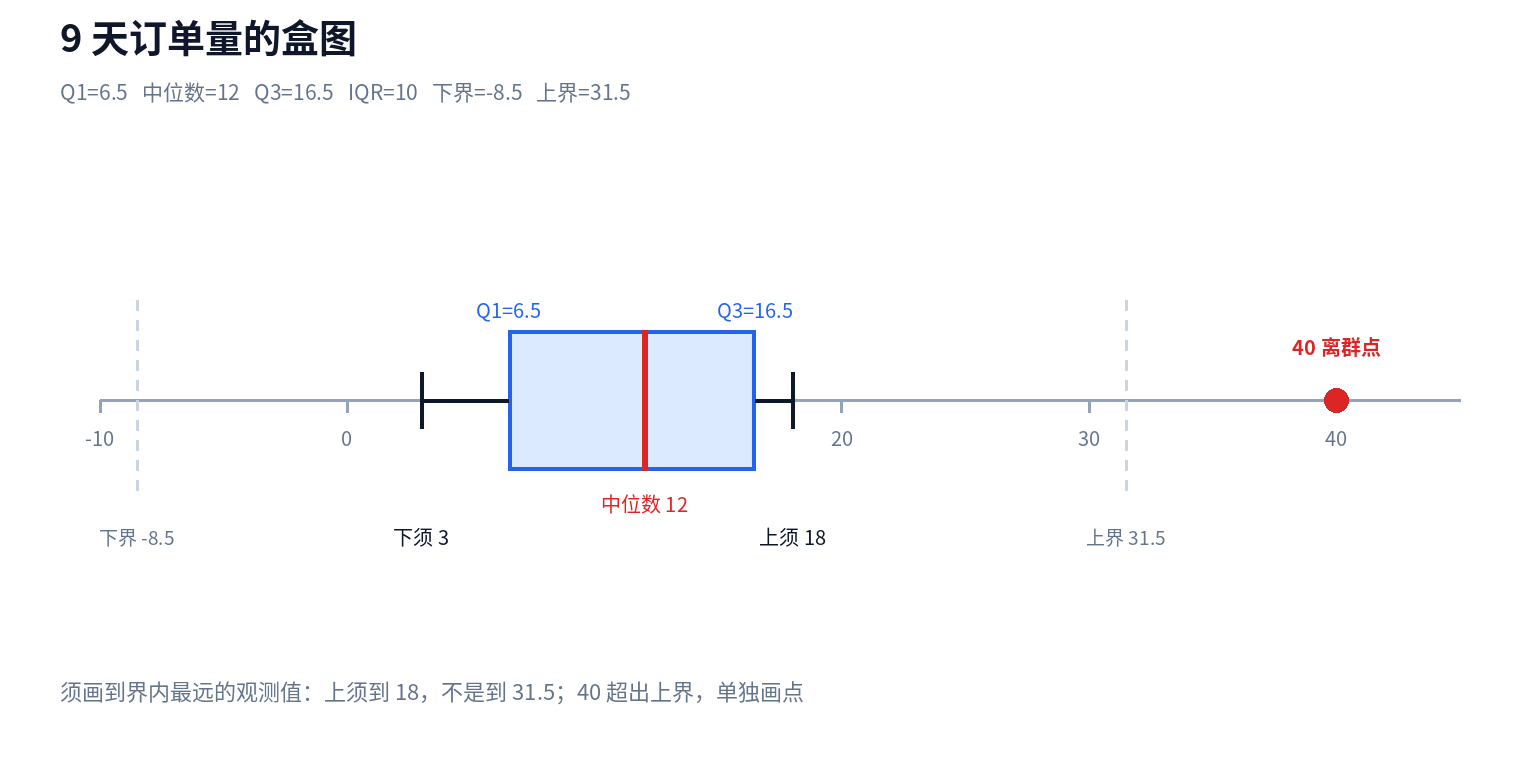 9 天订单量的盒图
Q1=6.5 中位数=12 Q3=16.5 IQR=10 下界=-8.5 上界=31.5
Q1=6.5 Q3=16.5
40 离群点
-10 0 20 30 40
中位数 12
下界 -8.5 下须 3 上须 18 上界 31.5
须画到界内最远的观测值：上须到 18，不是到 31.5；40 超出上界，单独画点